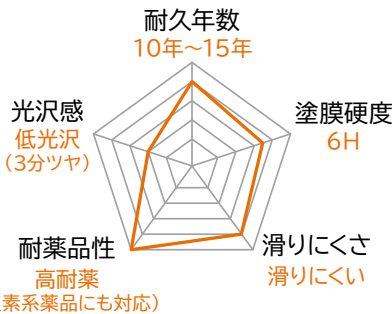 耐久年数
10年～15年
塗膜硬度
6H
滑りにくさ
滑りにくい
耐薬品性
高耐薬
素系薬品にも対応）
光沢感
低光沢
（3分ツヤ）